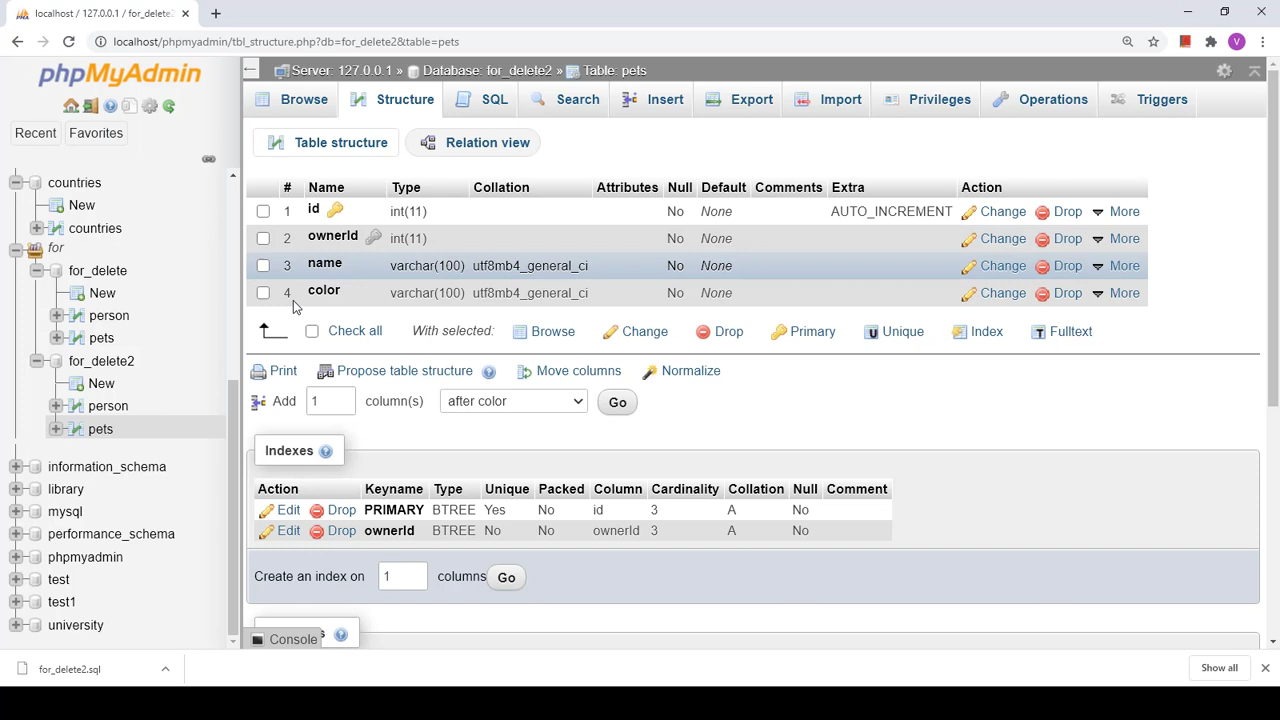 localhost / 127.0.0.1 / for_delet
localhost/phpmyadmin/tbl_structure.php?db=for_delete2&table=pets
V
phpMyAdmin
Recent
Favorites
countries
New
countries
for
for_delete
New
person
pets
for_delete2
New
person
pets
information_schema
library
mysql
performance_schema
phpmyadmin
test
test1
university
Server: 127.0.0.1 » Database: for_delete2 » Table: pets
Browse Structure SQL Search Insert Export Import Privileges Operations Triggers
Table structure Relation view
# Name Type Collation Attributes Null Default Comments Extra Action
1 id int(11) No None AUTO_INCREMENT Change Drop More
2 ownerId int(11) No None Change Drop More
3 name varchar(100) utf8mb4_general_ci No None Change Drop More
4 color varchar(100) utf8mb4_general_ci No None Change Drop More
Check all With selected: Browse Change Drop Primary Unique Index Fulltext
Print Propose table structure Move columns Normalize
Add 1 column(s) after color Go
Indexes
Action Keyname Type Unique Packed Column Cardinality Collation Null Comment
Edit Drop PRIMARY BTREE Yes No id 3 A No
Edit Drop ownerId BTREE No No ownerId 3 A No
Create an index on 1 columns Go
Console
for_delete2.sql
Show all